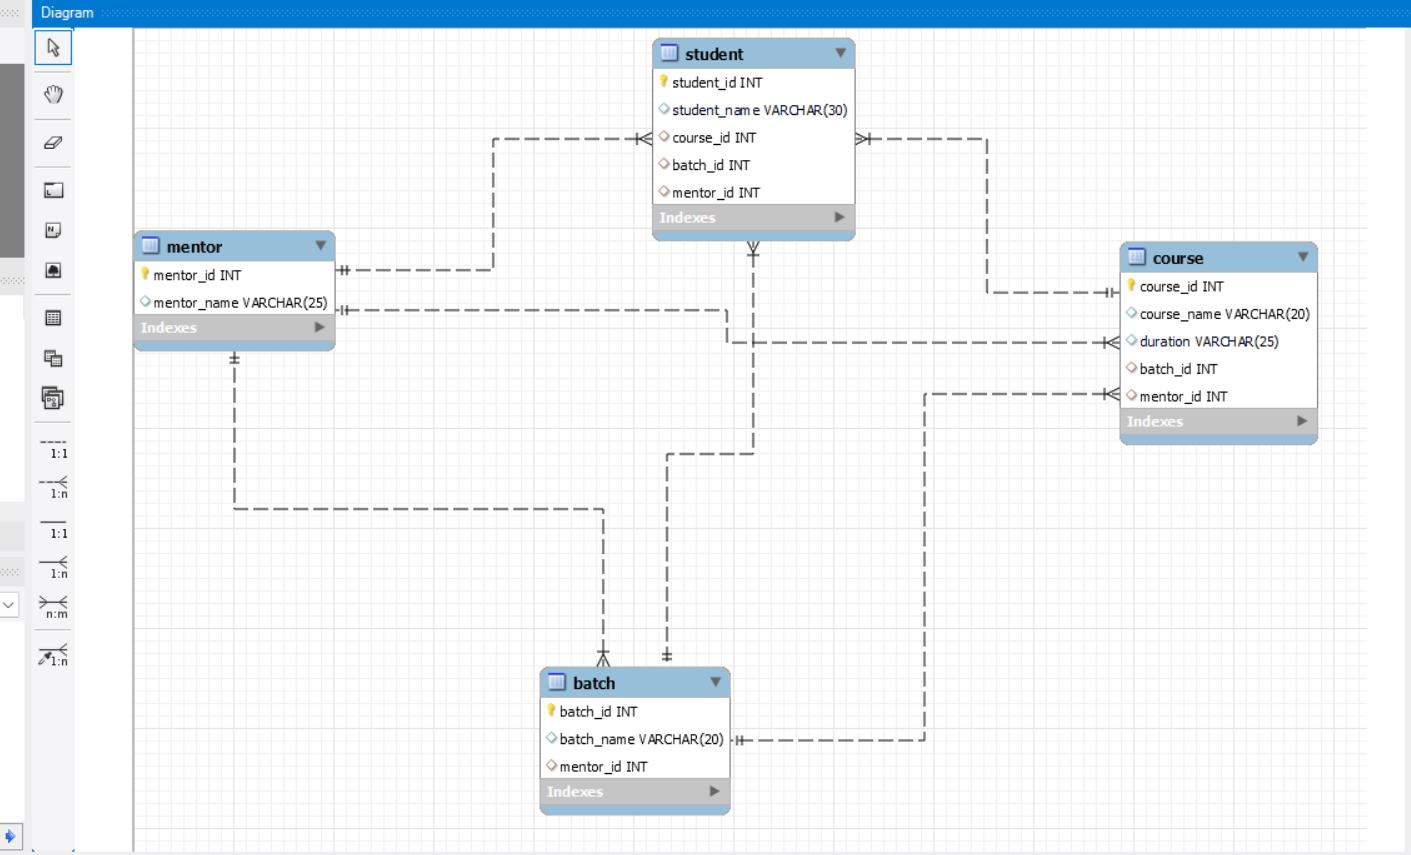 Diagram
student
student_id INT
student_name VARCHAR(30)
course_id INT
batch_id INT
mentor_id INT
Indexes
mentor
mentor_id INT
mentor_name VARCHAR(25)
Indexes
course
course_id INT
course_name VARCHAR(20)
duration VARCHAR(25)
batch_id INT
mentor_id INT
Indexes
1:1
1:n
1:1
1:n
n:m
1:n
batch
batch_id INT
batch_name VARCHAR(20)
mentor_id INT
Indexes